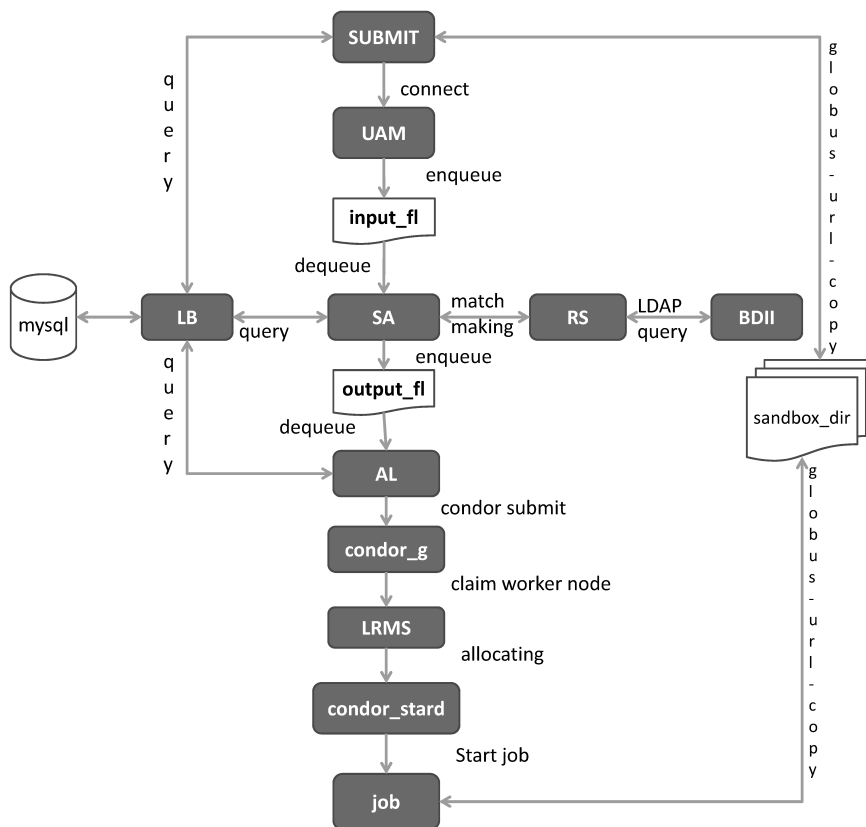 SUBMIT
query
connect
globus-url-copy
UAM
enqueue
input_fl
dequeue
mysql
LB
query
SA
match
making
RS
LDAP
query
BDII
enqueue
query
output_fl
dequeue
sandbox_dir
AL
globus-url-copy
condor submit
condor_g
claim worker node
LRMS
allocating
condor_stard
Start job
job